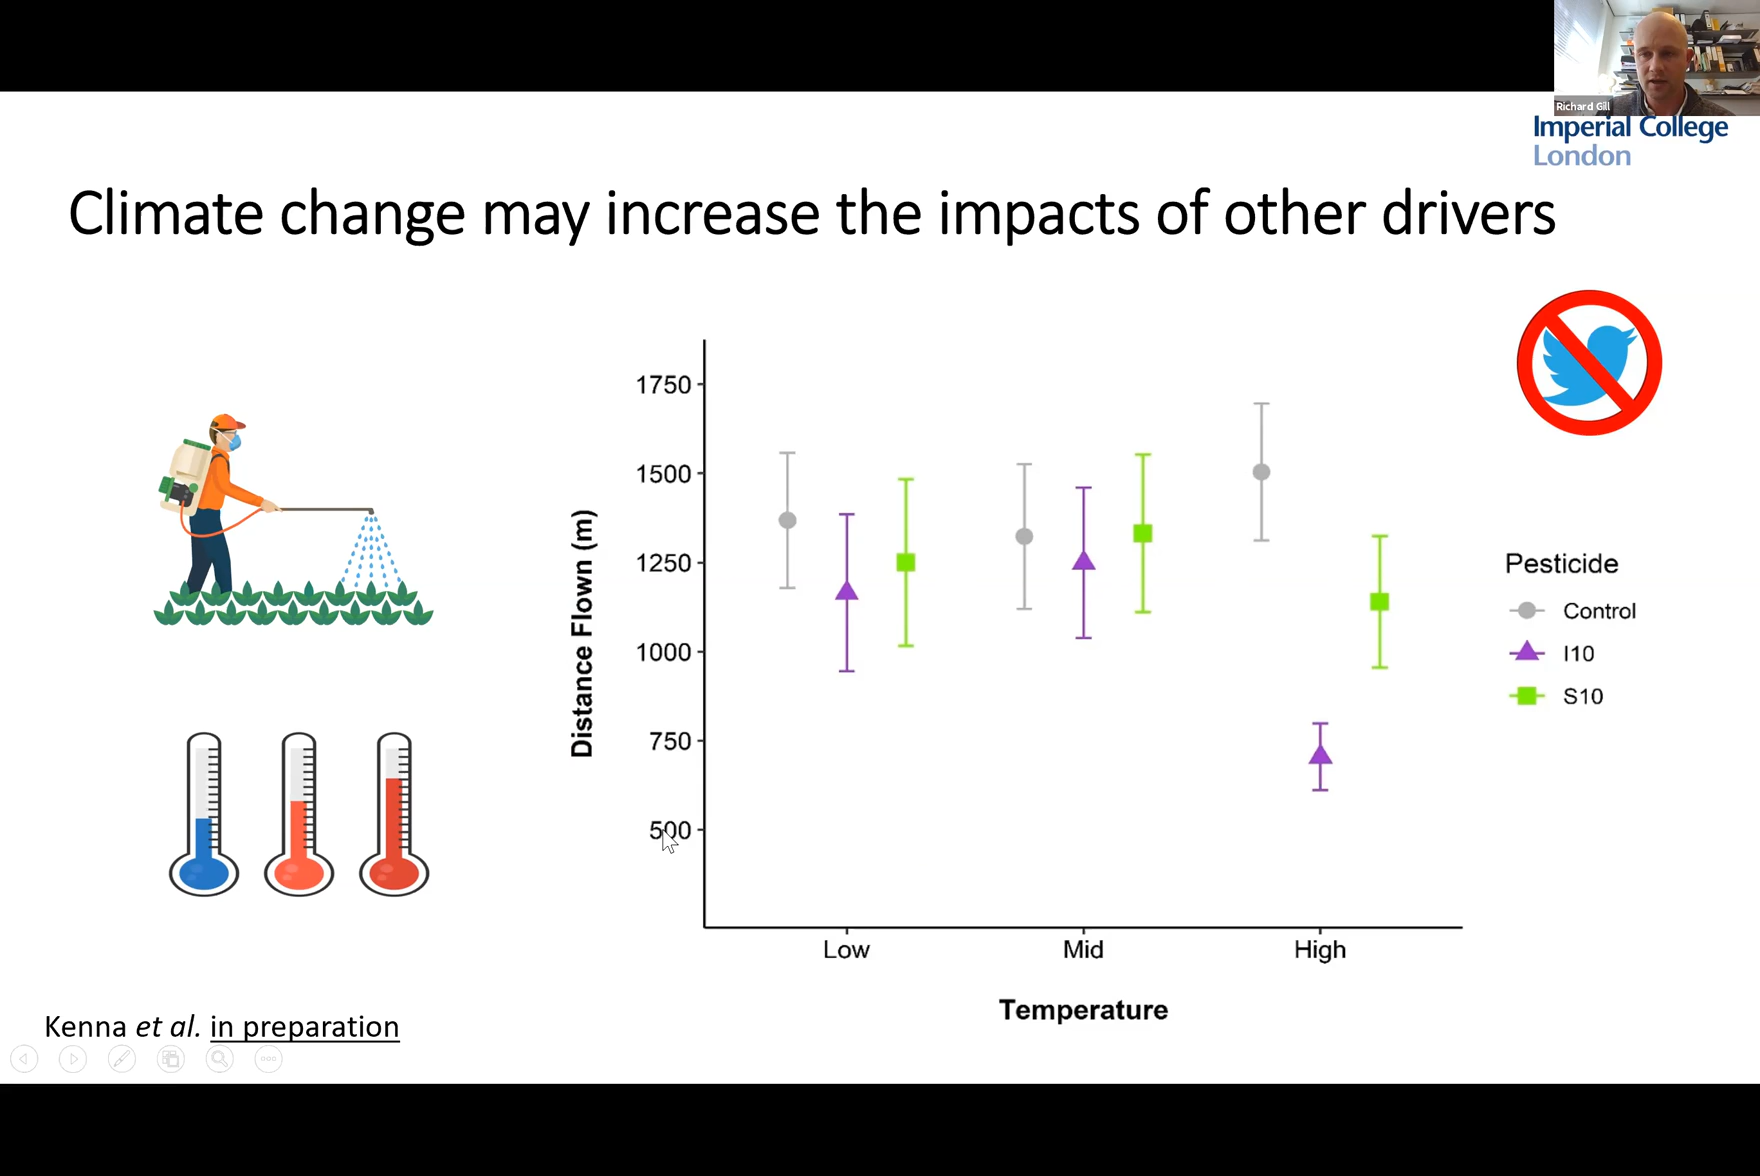 Richard Gill
Imperial College
London
Climate change may increase the impacts of other drivers
1750
1500
1250
1000
750
500
Distance Flown (m)
Low
Mid
High
Temperature
Pesticide
Control
I10
S10
Kenna et al. in preparation